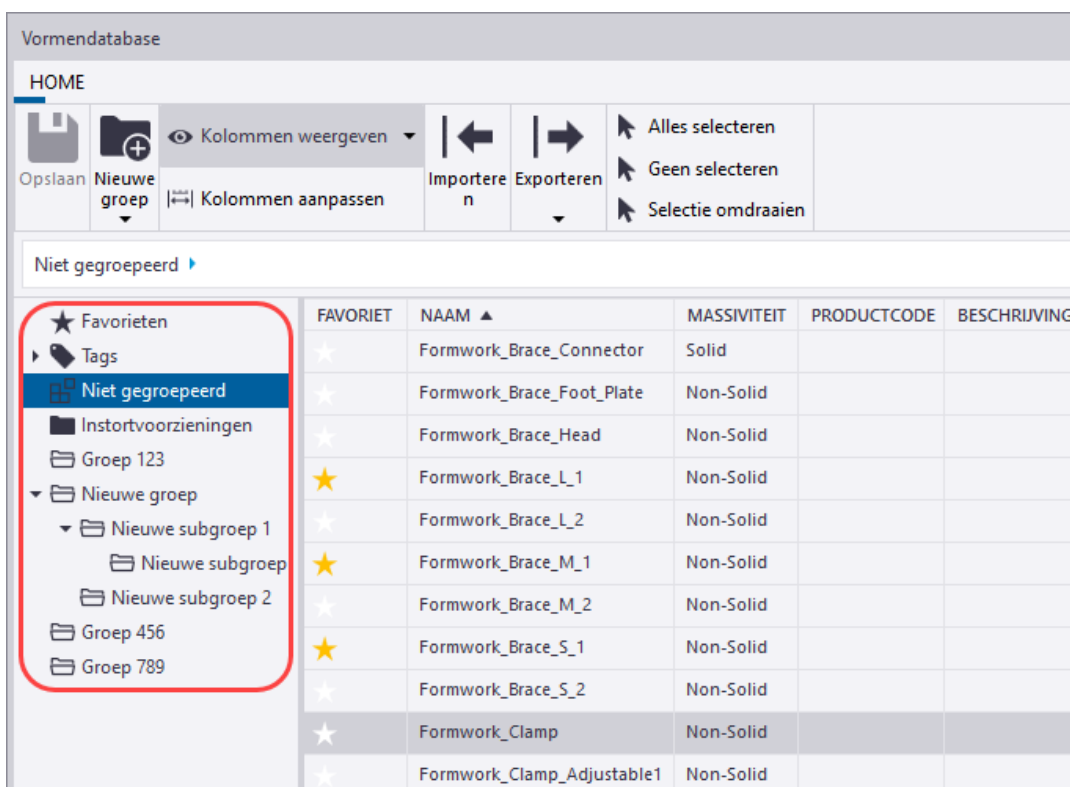 Vormendatabase
HOME
Opslaan
Nieuwe
groep
Kolommen weergeven
Kolommen aanpassen
Importere
n
Exporteren
Alles selecteren
Geen selecteren
Selectie omdraaien
Niet gegroepeerd
Favorieten
Tags
Niet gegroepeerd
Instortvoorzieningen
Groep 123
Nieuwe groep
Nieuwe subgroep 1
Nieuwe subgroep
Nieuwe subgroep 2
Groep 456
Groep 789
FAVORIET NAAM MASSIVITEIT PRODUCTCODE BESCHRIJVING
Formwork_Brace_Connector Solid
Formwork_Brace_Foot_Plate Non-Solid
Formwork_Brace_Head Non-Solid
Formwork_Brace_L_1 Non-Solid
Formwork_Brace_L_2 Non-Solid
Formwork_Brace_M_1 Non-Solid
Formwork_Brace_M_2 Non-Solid
Formwork_Brace_S_1 Non-Solid
Formwork_Brace_S_2 Non-Solid
Formwork_Clamp Non-Solid
Formwork_Clamp_Adjustable1 Non-Solid